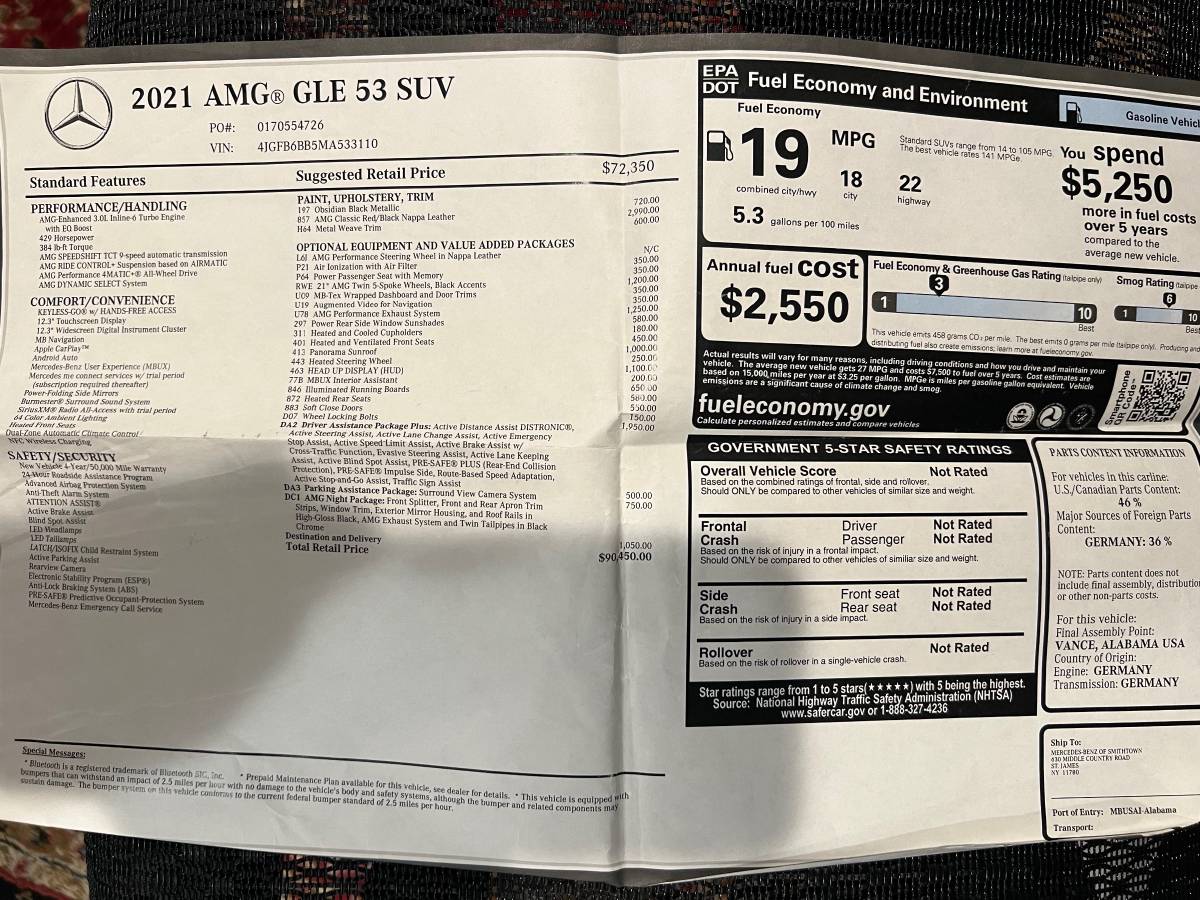 2021 AMG® GLE 53 SUV
PO#: 0170554726
VIN: 4JGFB6BB5MA533110
Standard Features
PERFORMANCE/HANDLING
AMG-Enhanced 3.0L Inline-6 Turbo Engine
with EQ Boost
429 Horsepower
384 lb-ft Torque
AMG SPEEDSHIFT TCT 9-speed automatic transmission
AMG RIDE CONTROL+ Suspension based on AIRMATIC
AMG Performance 4MATIC+® All-Wheel Drive
AMG DYNAMIC SELECT System
COMFORT/CONVENIENCE
KEYLESS-GO® w/ HANDS-FREE ACCESS
12.3" Touchscreen Display
12.3" Widescreen Digital Instrument Cluster
MB Navigation
Apple CarPlay™
Android Auto
Mercedes-Benz User Experience (MBUX)
Mercedes me connect services w/ trial period
(subscription required thereafter)
Power-Folding Side Mirrors
Burmester® Surround Sound System
SiriusXM® Radio All-Access with trial period
64 Color Ambient Lighting
Heated Front Seats
Dual-Zone Automatic Climate Control
NFC Wireless Charging
SAFETY/SECURITY
New Vehicle 4-Year/50,000 Mile Warranty
24-Hour Roadside Assistance Program
Advanced Airbag Protection System
Anti-Theft Alarm System
ATTENTION ASSIST®
Active Brake Assist
Blind Spot Assist
LED Headlamps
LED Taillamps
LATCH/ISOFIX Child Restraint System
Active Parking Assist
Rearview Camera
Electronic Stability Program (ESP®)
Anti-Lock Braking System (ABS)
PRE-SAFE® Predictive Occupant-Protection System
Mercedes-Benz Emergency Call Service
Suggested Retail Price $72,350
PAINT, UPHOLSTERY, TRIM
197 Obsidian Black Metallic 720.00
857 AMG Classic Red/Black Nappa Leather 2,990.00
H64 Metal Weave Trim 600.00
OPTIONAL EQUIPMENT AND VALUE ADDED PACKAGES
L6J AMG Performance Steering Wheel in Nappa Leather N/C
P21 Air Ionization with Air Filter 350.00
P64 Power Passenger Seat with Memory 350.00
RWE 21" AMG Twin 5-Spoke Wheels, Black Accents 1,200.00
U09 MB-Tex Wrapped Dashboard and Door Trims 350.00
U19 Augmented Video for Navigation 350.00
U78 AMG Performance Exhaust System 1,250.00
297 Power Rear Side Window Sunshades 580.00
311 Heated and Cooled Cupholders 180.00
401 Heated and Ventilated Front Seats 450.00
413 Panorama Sunroof 1,000.00
443 Heated Steering Wheel 250.00
463 HEAD UP DISPLAY (HUD) 1,100.00
77B MBUX Interior Assistant 200.00
846 Illuminated Running Boards 650.00
872 Heated Rear Seats 580.00
883 Soft Close Doors 550.00
D07 Wheel Locking Bolts 150.00
DA2 Driver Assistance Package Plus: Active Distance Assist DISTRONIC®, 1,950.00
Active Steering Assist, Active Lane Change Assist, Active Emergency
Stop Assist, Active Speed Limit Assist, Active Brake Assist w/
Cross-Traffic Function, Evasive Steering Assist, Active Lane Keeping
Assist, Active Blind Spot Assist, PRE-SAFE® PLUS (Rear-End Collision
Protection), PRE-SAFE® Impulse Side, Route-Based Speed Adaptation,
Active Stop-and-Go Assist, Traffic Sign Assist
DA3 Parking Assistance Package: Surround View Camera System 500.00
DC1 AMG Night Package: Front Splitter, Front and Rear Apron Trim 750.00
Strips, Window Trim, Exterior Mirror Housing, and Roof Rails in
High-Gloss Black, AMG Exhaust System and Twin Tailpipes in Black
Chrome
Destination and Delivery 1,050.00
Total Retail Price $90,450.00
Special Messages:
* Bluetooth is a registered trademark of Bluetooth SIG, Inc. * Prepaid Maintenance Plan available for this vehicle, see dealer for details. * This vehicle is equipped with
bumpers that can withstand an impact of 2.5 miles per hour with no damage to the vehicle's body and safety systems, although the bumper and related components may
sustain damage. The bumper system on this vehicle conforms to the current federal bumper standard of 2.5 miles per hour.
EPA
DOT
Fuel Economy and Environment
Gasoline Vehicl
Fuel Economy
19 MPG
combined city/hwy
18
city
22
highway
5.3 gallons per 100 miles
Standard SUVs range from 14 to 105 MPG.
The best vehicle rates 141 MPGe.
You spend
$5,250
more in fuel costs
over 5 years
compared to the
average new vehicle.
Annual fuel cost
$2,550
Fuel Economy & Greenhouse Gas Rating (tailpipe only)
3
1
10
Best
Smog Rating (tailpipe
6
1
10
Best
This vehicle emits 458 grams CO₂ per mile. The best emits 0 grams per mile (tailpipe only). Producing and
distributing fuel also create emissions; learn more at fueleconomy.gov.
Actual results will vary for many reasons, including driving conditions and how you drive and maintain your
vehicle. The average new vehicle gets 27 MPG and costs $7,500 to fuel over 5 years. Cost estimates are
based on 15,000 miles per year at $3.25 per gallon. MPGe is miles per gasoline gallon equivalent. Vehicle
emissions are a significant cause of climate change and smog.
fueleconomy.gov
Calculate personalized estimates and compare vehicles
Smartphone
QR Code
GOVERNMENT 5-STAR SAFETY RATINGS
Overall Vehicle Score Not Rated
Based on the combined ratings of frontal, side and rollover.
Should ONLY be compared to other vehicles of similar size and weight.
Frontal Driver Not Rated
Crash Passenger Not Rated
Based on the risk of injury in a frontal impact.
Should ONLY be compared to other vehicles of similiar size and weight.
Side Front seat Not Rated
Crash Rear seat Not Rated
Based on the risk of injury in a side impact.
Rollover Not Rated
Based on the risk of rollover in a single-vehicle crash.
Star ratings range from 1 to 5 stars(★★★★★) with 5 being the highest.
Source: National Highway Traffic Safety Administration (NHTSA)
www.safercar.gov or 1-888-327-4236
PARTS CONTENT INFORMATION
For vehicles in this carline:
U.S./Canadian Parts Content:
46 %
Major Sources of Foreign Parts
Content:
GERMANY: 36 %
NOTE: Parts content does not
include final assembly, distributio
or other non-parts costs.
For this vehicle:
Final Assembly Point:
VANCE, ALABAMA USA
Country of Origin:
Engine: GERMANY
Transmission: GERMANY
Ship To:
MERCEDES-BENZ OF SMITHTOWN
630 MIDDLE COUNTRY ROAD
ST. JAMES
NY 11780
Port of Entry: MBUSAI-Alabama
Transport: